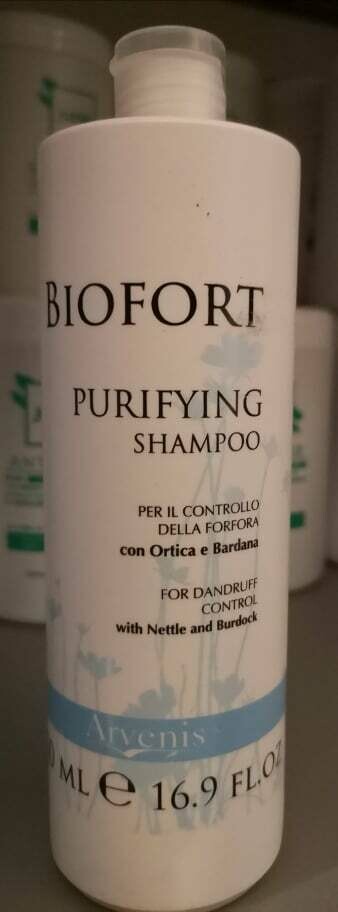 BIOFORT
PURIFYING
SHAMPOO
PER IL CONTROLLO
DELLA FORFORA
con Ortica e Bardana
FOR DANDRUFF
CONTROL
with Nettle and Burdock
Arvenis
0 ML e 16.9 FL.OZ.